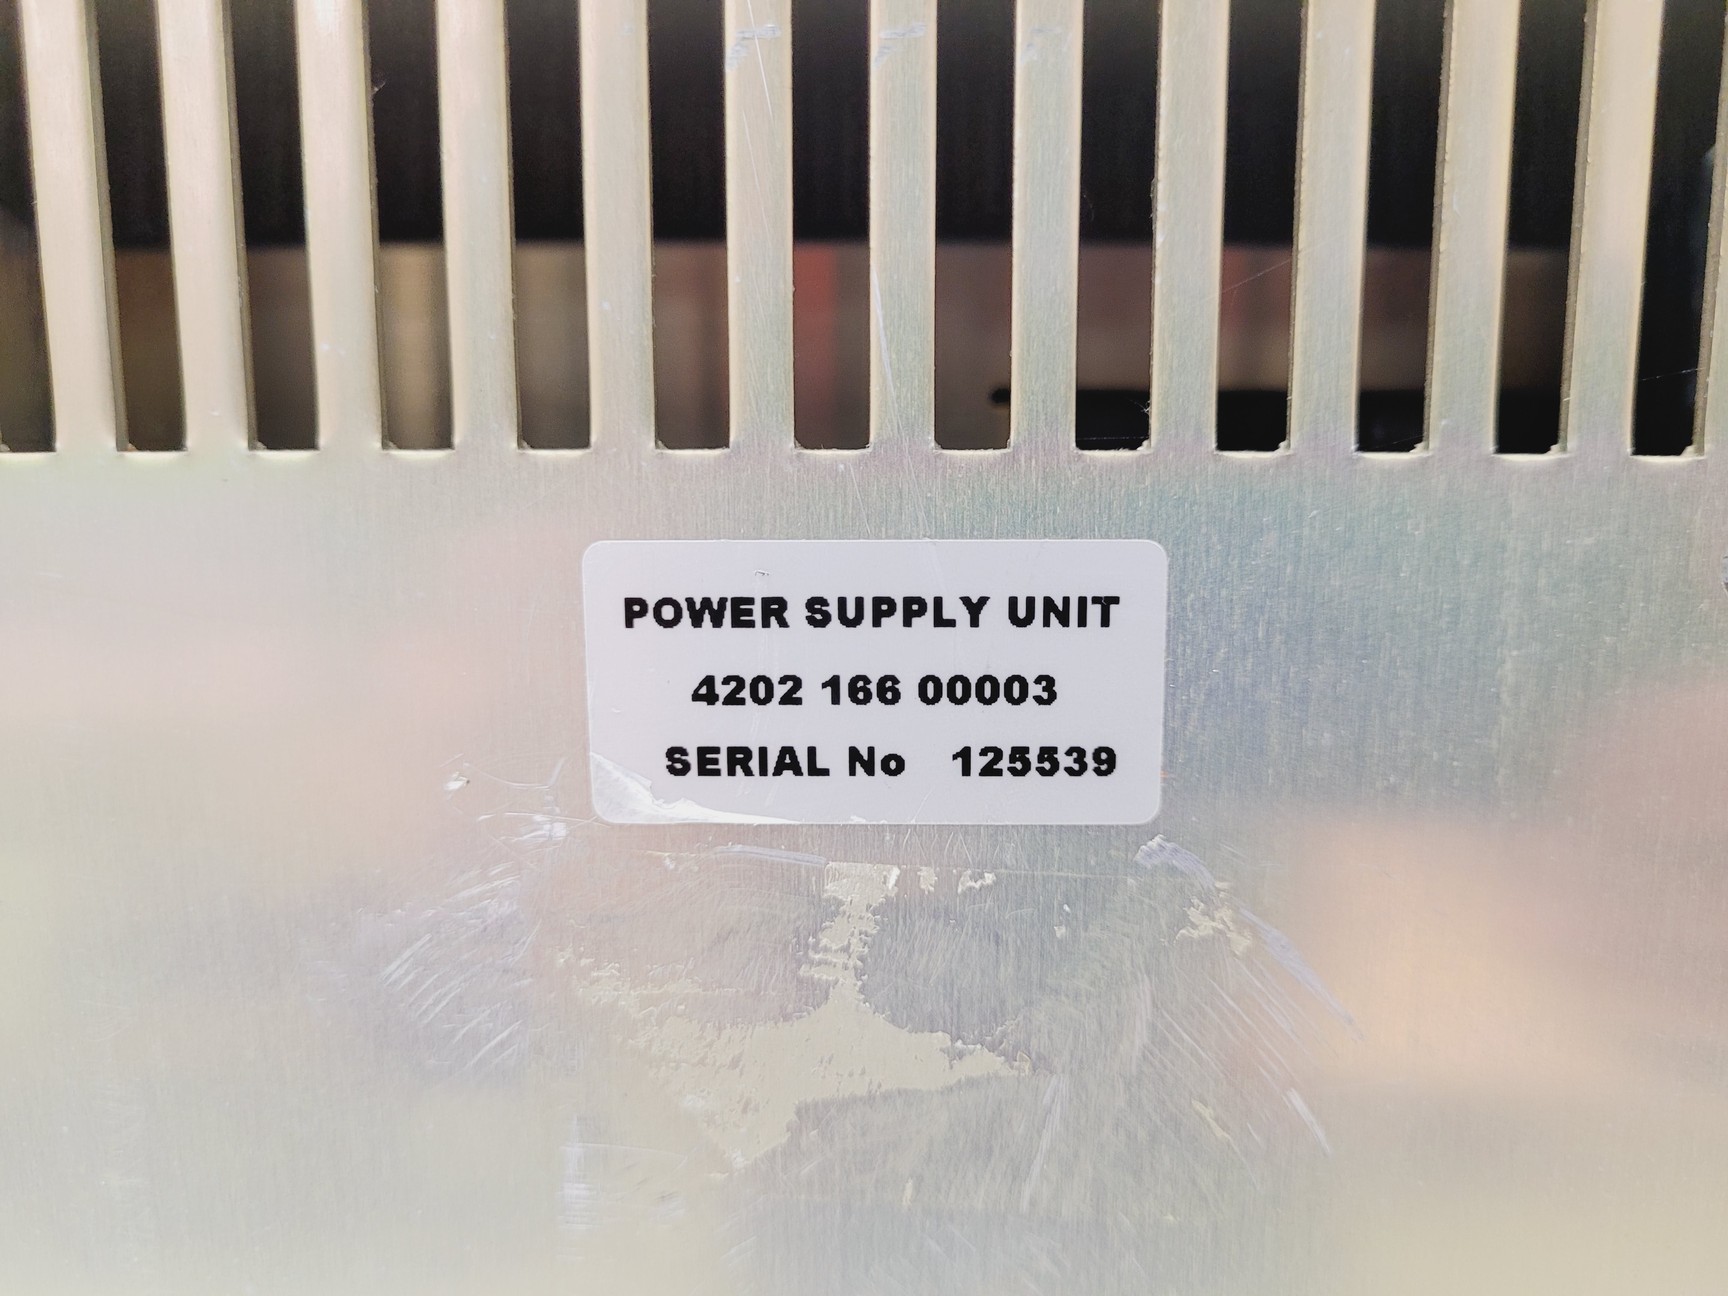 POWER SUPPLY UNIT
4202 166 00003
SERIAL No 125539